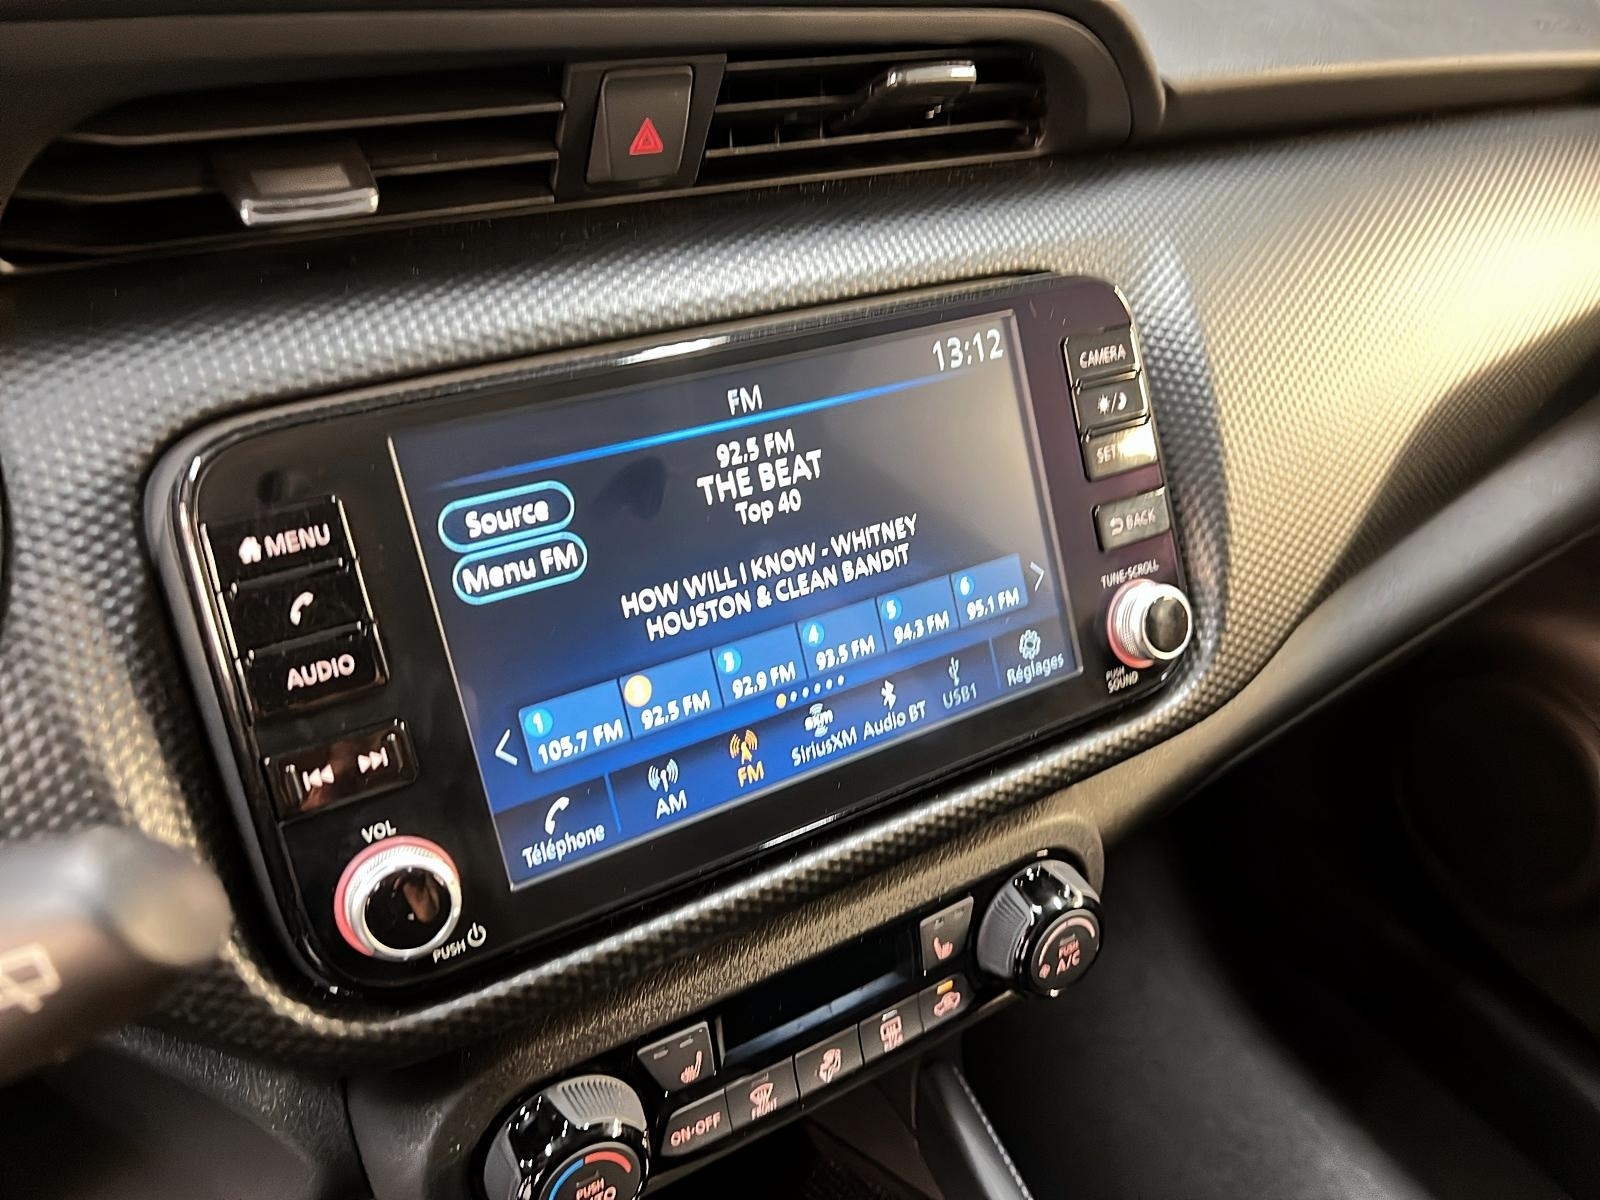 13:12
FM
92.5 FM
THE BEAT
Top 40
Source
Menu FM
HOW WILL I KNOW - WHITNEY
HOUSTON & CLEAN BANDIT
1 105.7 FM
2 92.5 FM
3 92.9 FM
4 93.5 FM
5 94.3 FM
6 95.1 FM
Téléphone
AM
FM
SiriusXM
Audio BT
USB1
Réglages
MENU
AUDIO
VOL
PUSH
CAMERA
BACK
TUNE·SCROLL
PUSH
SOUND
PUSH
A/C
ON·OFF
FRONT
PUSH